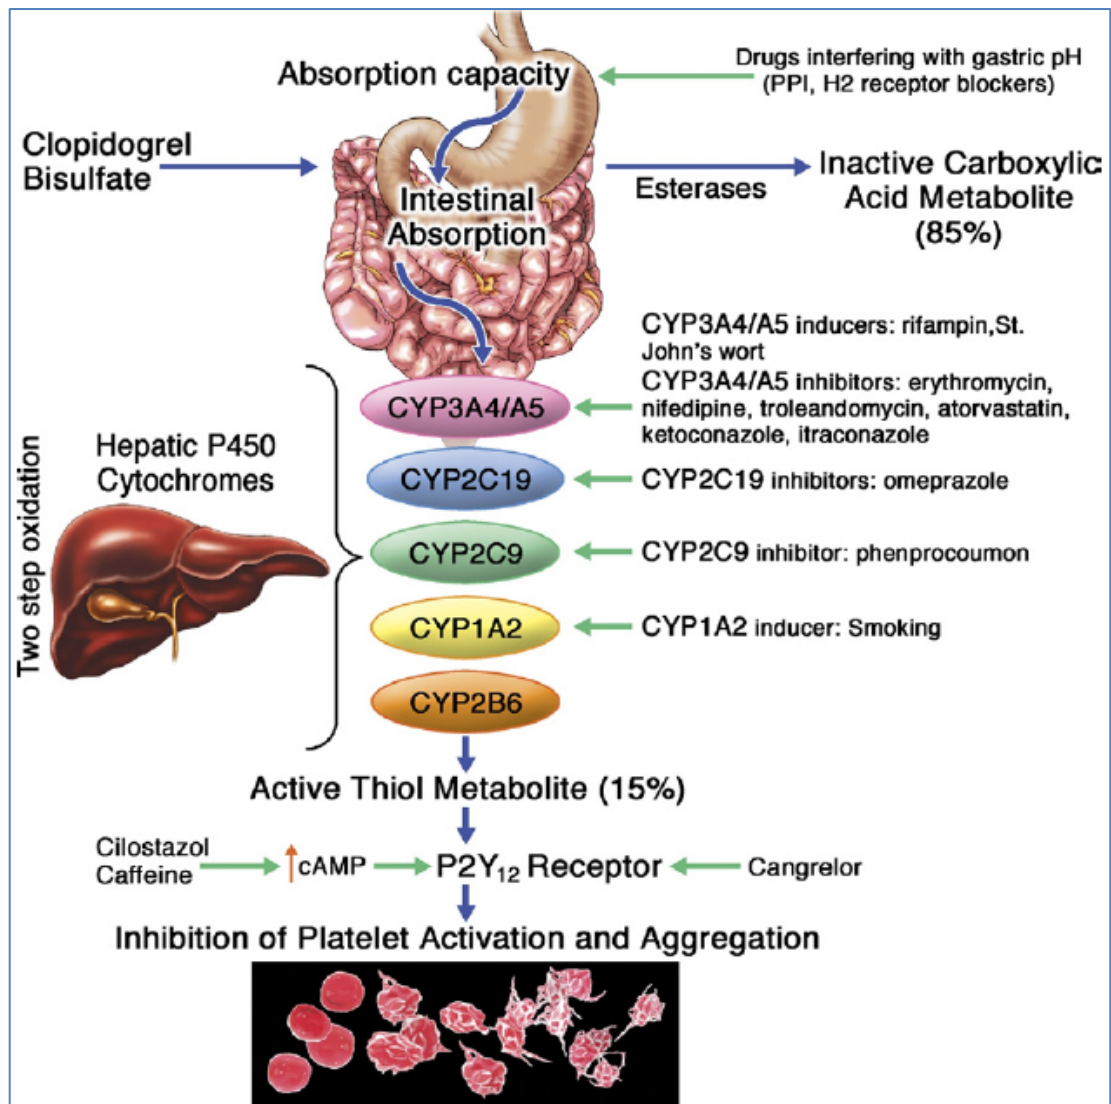 Absorption capacity
Drugs interfering with gastric pH
(PPI, H2 receptor blockers)
Clopidogrel
Bisulfate
Intestinal
Absorption
Esterases
Inactive Carboxylic
Acid Metabolite
(85%)
CYP3A4/A5 inducers: rifampin,St.
John's wort
CYP3A4/A5 inhibitors: erythromycin,
nifedipine, troleandomycin, atorvastatin,
ketoconazole, itraconazole
Two step oxidation
Hepatic P450
Cytochromes
CYP3A4/A5
CYP2C19
CYP2C19 inhibitors: omeprazole
CYP2C9
CYP2C9 inhibitor: phenprocoumon
CYP1A2
CYP1A2 inducer: Smoking
CYP2B6
Active Thiol Metabolite (15%)
Cilostazol
Caffeine
cAMP
P2Y₁₂ Receptor
Cangrelor
Inhibition of Platelet Activation and Aggregation